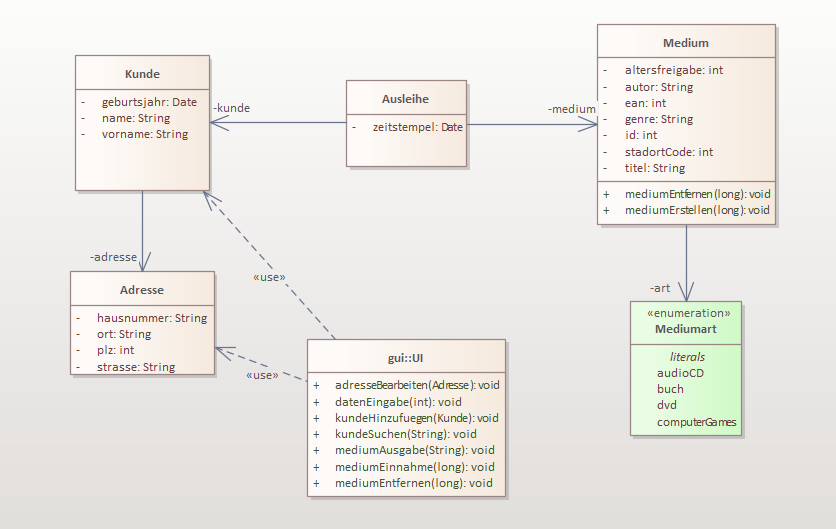 Kunde
- geburtsjahr: Date
- name: String
- vorname: String
-kunde
Ausleihe
- zeitstempel: Date
-medium
Medium
- altersfreigabe: int
- autor: String
- ean: int
- genre: String
- id: int
- stadortCode: int
- titel: String
+ mediumEntfernen(long): void
+ mediumErstellen(long): void
-adresse
Adresse
- hausnummer: String
- ort: String
- plz: int
- strasse: String
«use»
«use»
gui::UI
+ adresseBearbeiten(Adresse): void
+ datenEingabe(int): void
+ kundeHinzufuegen(Kunde): void
+ kundeSuchen(String): void
+ mediumAusgabe(String): void
+ mediumEinnahme(long): void
+ mediumEntfernen(long): void
-art
«enumeration»
Mediumart
literals
audioCD
buch
dvd
computerGames